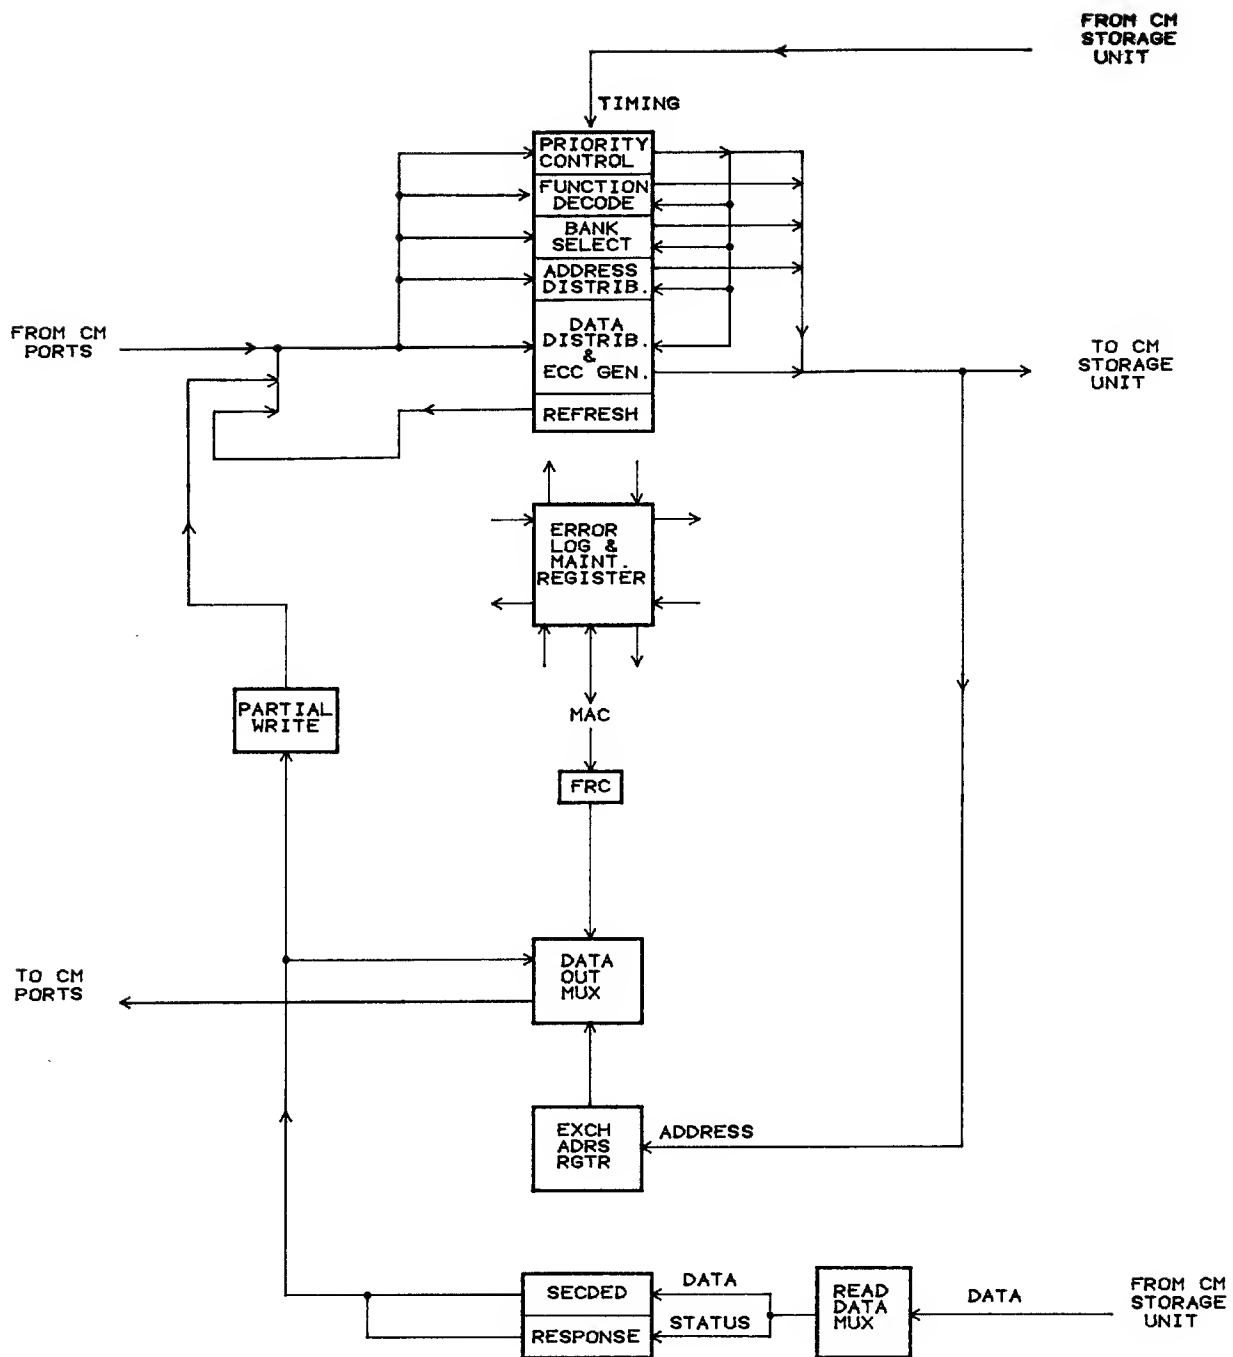 FROM CM
STORAGE
UNIT
TIMING
PRIORITY
CONTROL
FUNCTION
DECODE
BANK
SELECT
ADDRESS
DISTRIB.
DATA
DISTRIB.
&
ECC GEN.
REFRESH
FROM CM
PORTS
TO CM
STORAGE
UNIT
ERROR
LOG &
MAINT.
REGISTER
PARTIAL
WRITE
MAC
FRC
DATA
OUT
MUX
TO CM
PORTS
EXCH
ADRS
RGTR
ADDRESS
SECDED
RESPONSE
DATA
STATUS
READ
DATA
MUX
DATA
FROM CM
STORAGE
UNIT